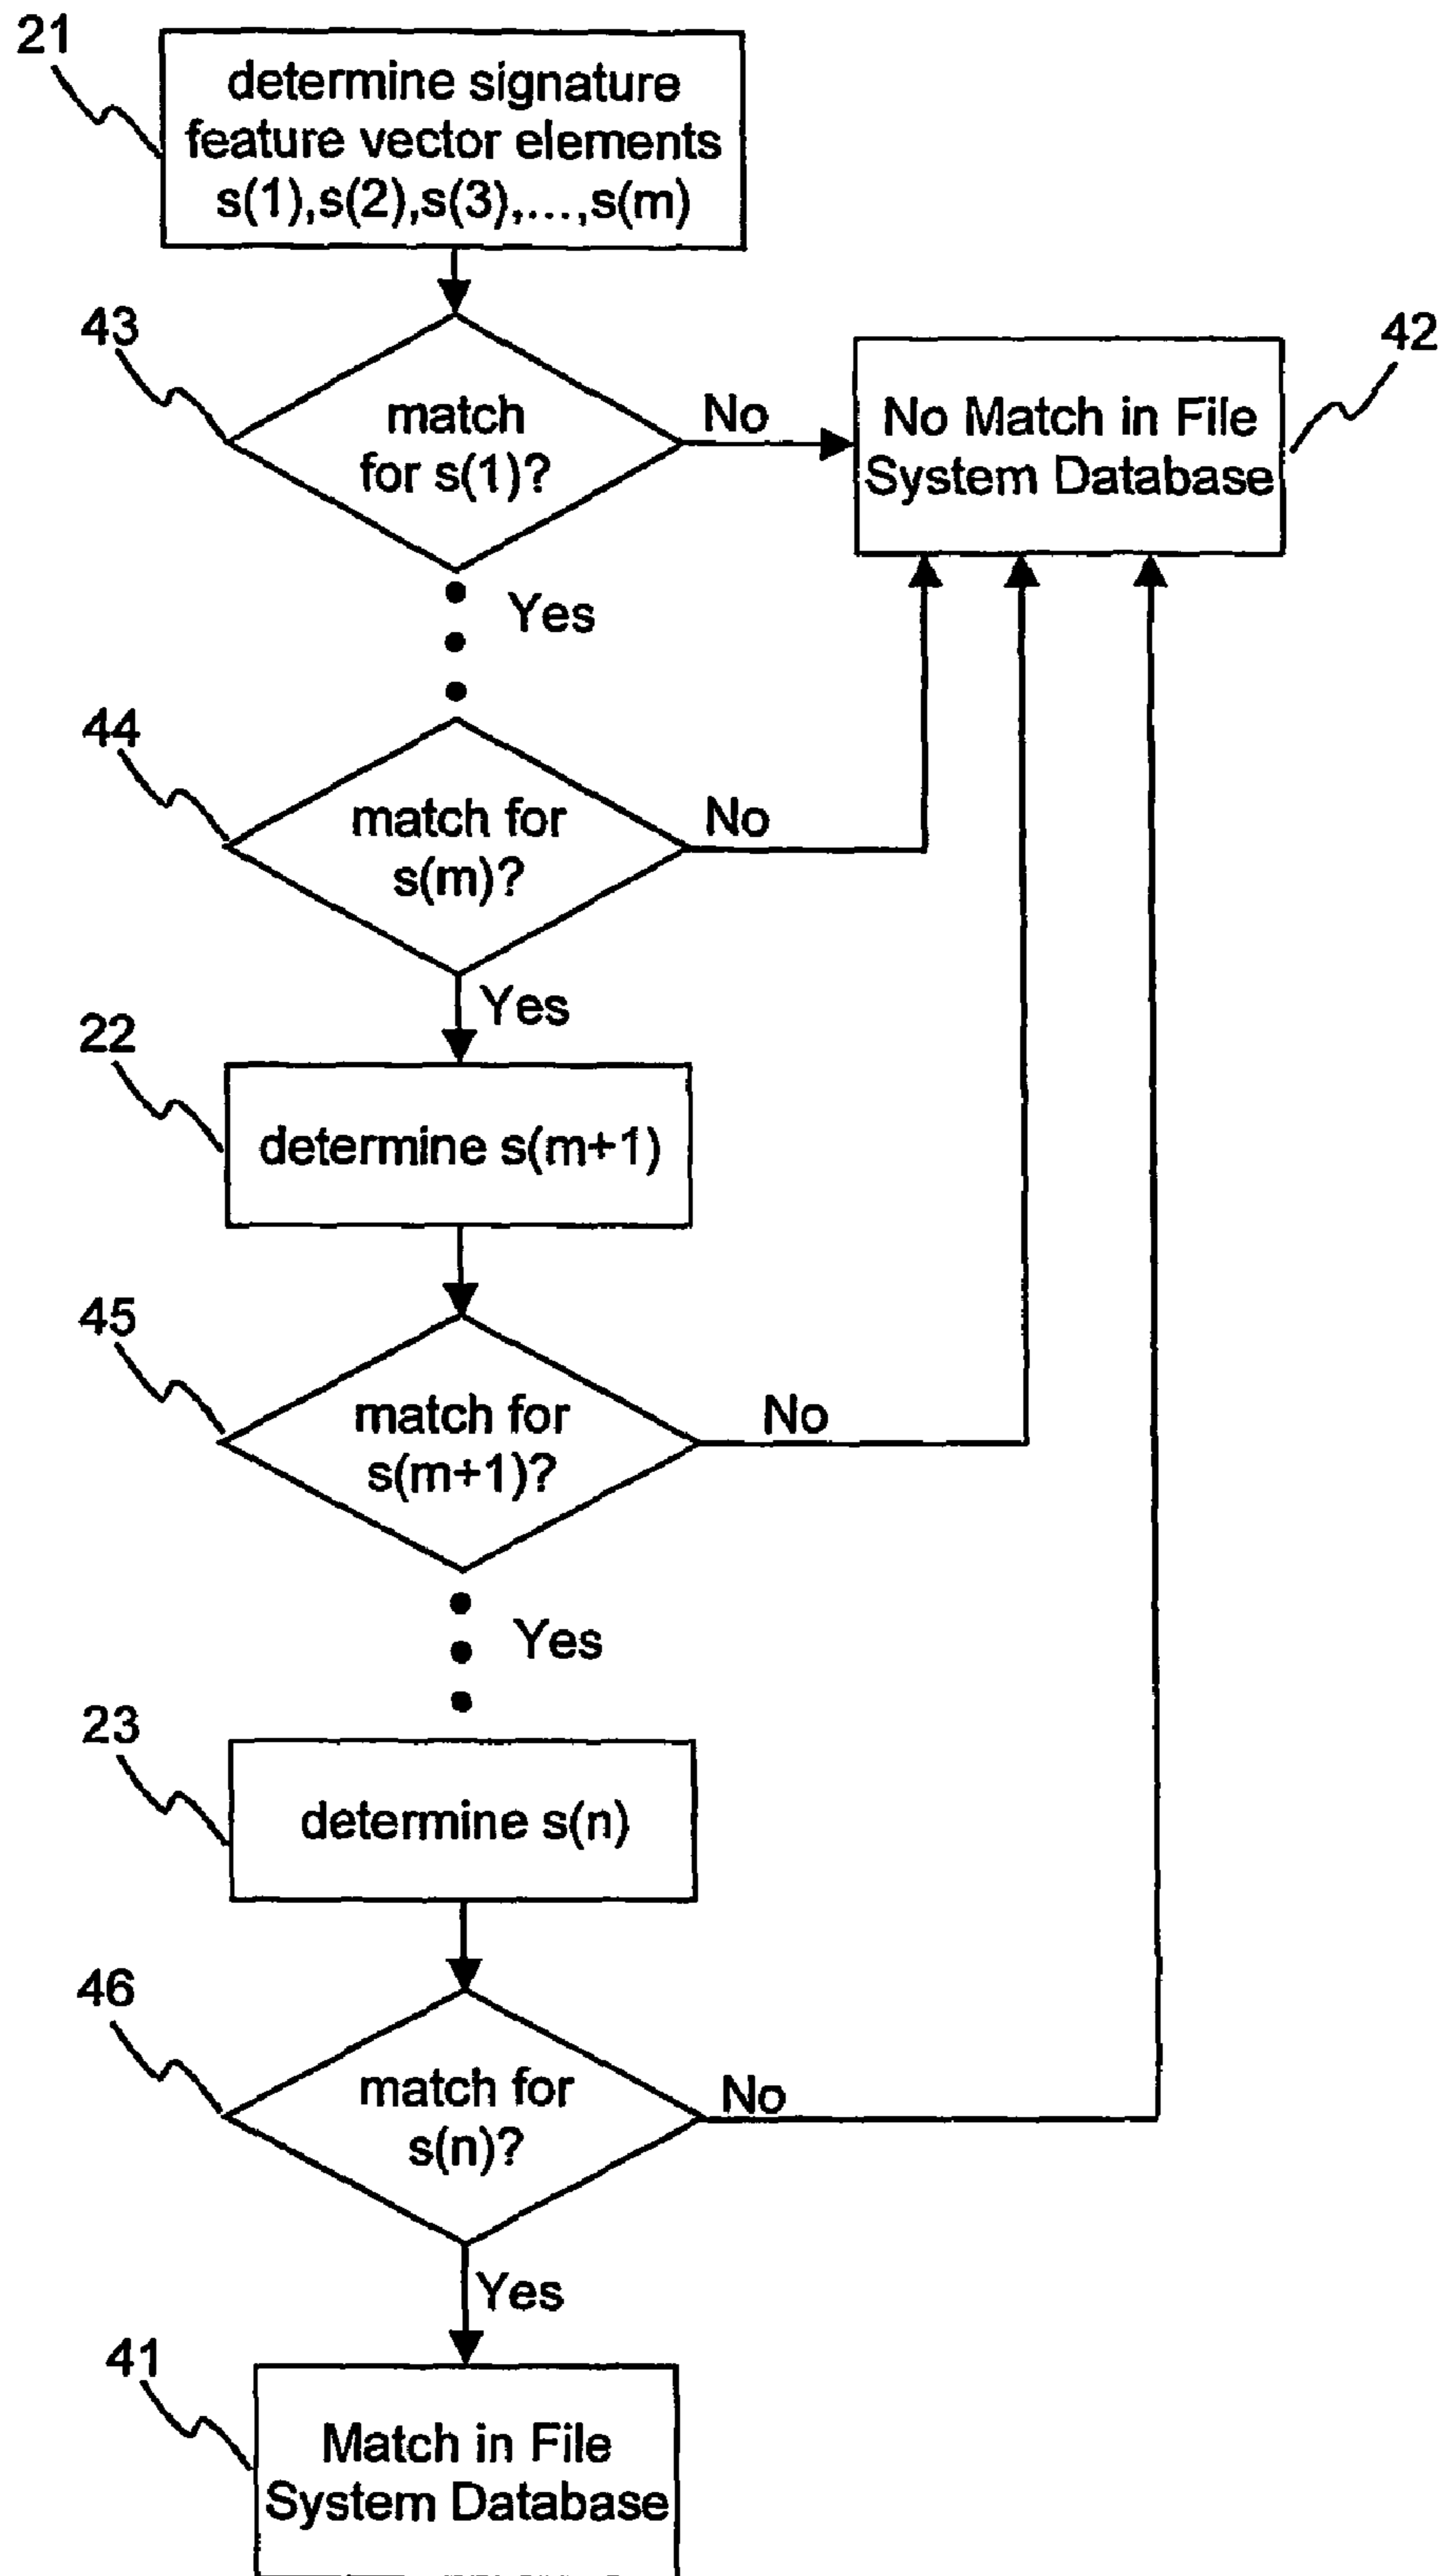 21
determine signature
feature vector elements
s(1),s(2),s(3),....,s(m)
43
match
for s(1)?
No
42
No Match in File
System Database
Yes
44
match for
s(m)?
No
Yes
22
determine s(m+1)
45
match for
s(m+1)?
No
Yes
23
determine s(n)
46
match for
s(n)?
No
Yes
41
Match in File
System Database